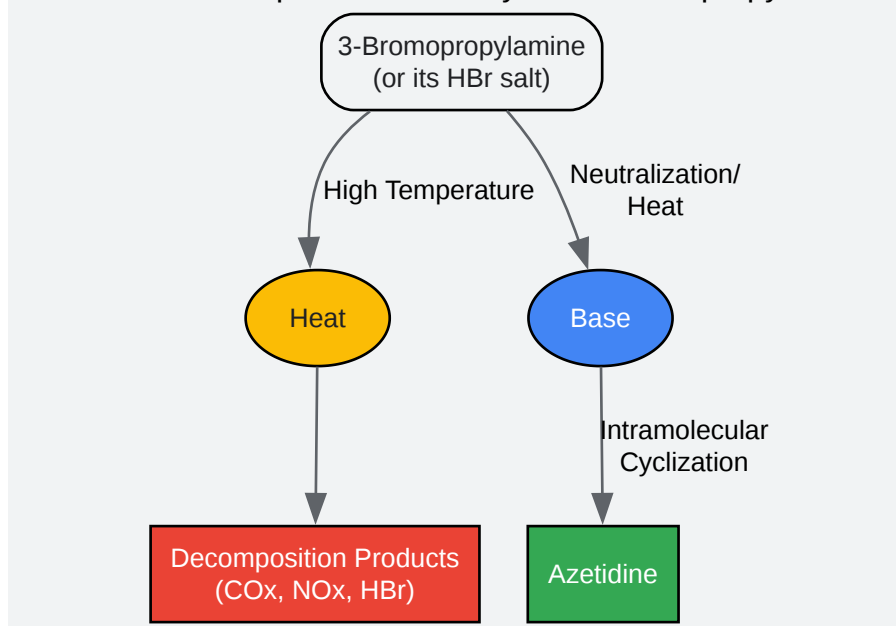 3-Bromopropylamine
(or its HBr salt)
High Temperature
Neutralization/
Heat
Heat
Base
Intramolecular
Cyclization
Decomposition Products
(COx, NOx, HBr)
Azetidine